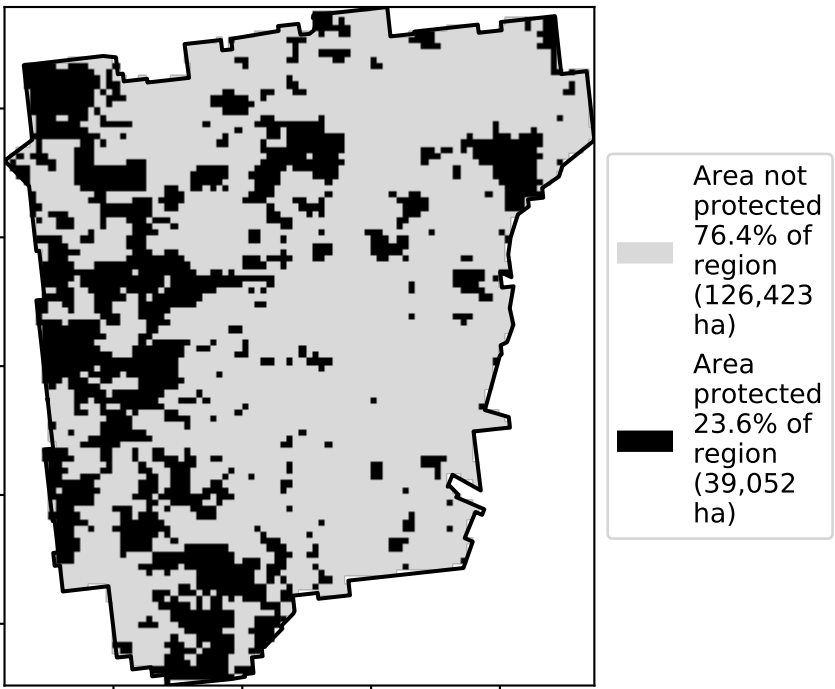 Area not
protected
76.4% of
region
(126,423
ha)
Area
protected
23.6% of
region
(39,052
ha)